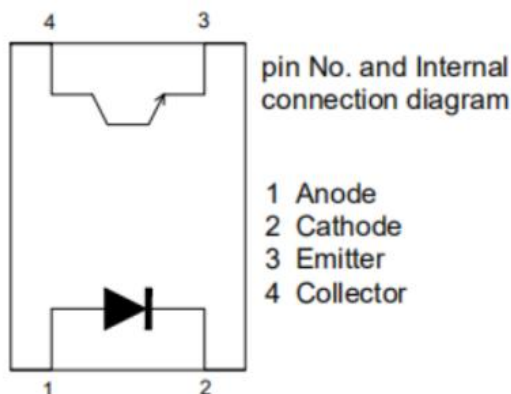 4 3
pin No. and Internal
connection diagram
1 Anode
2 Cathode
3 Emitter
4 Collector
1 2